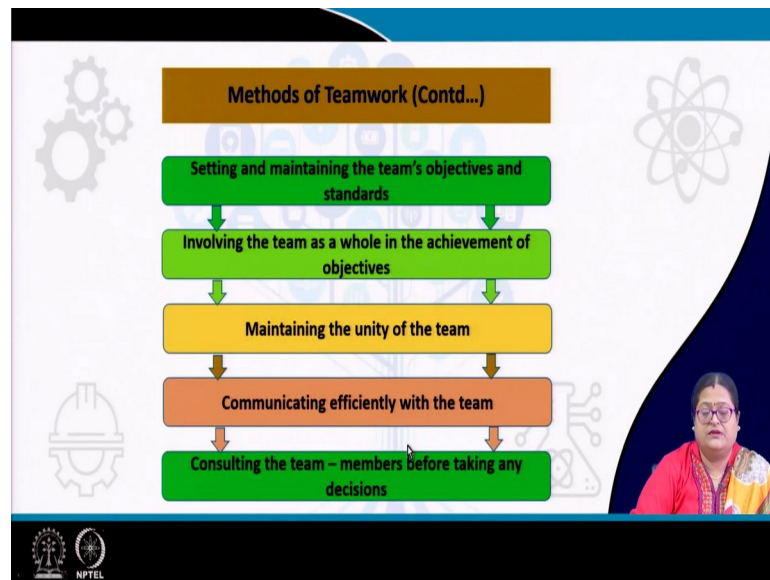 Methods of Teamwork (Contd...)
Setting and maintaining the team's objectives and
standards
Involving the team as a whole in the achievement of
objectives
Maintaining the unity of the team
Communicating efficiently with the team
Consulting the team – members before taking any
decisions
NPTEL